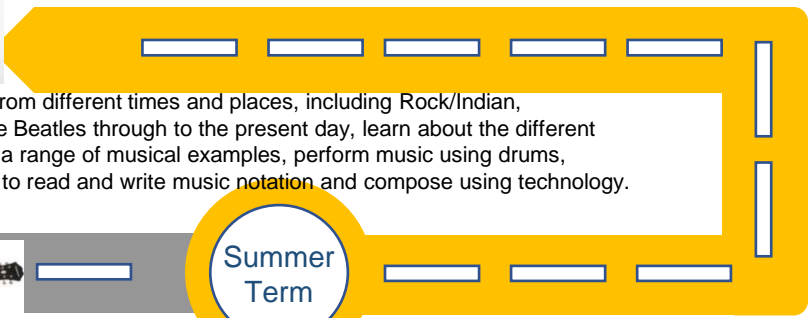 from different times and places, including Rock/Indian,
e Beatles through to the present day, learn about the different
a range of musical examples, perform music using drums,
to read and write music notation and compose using technology.
Summer
Term